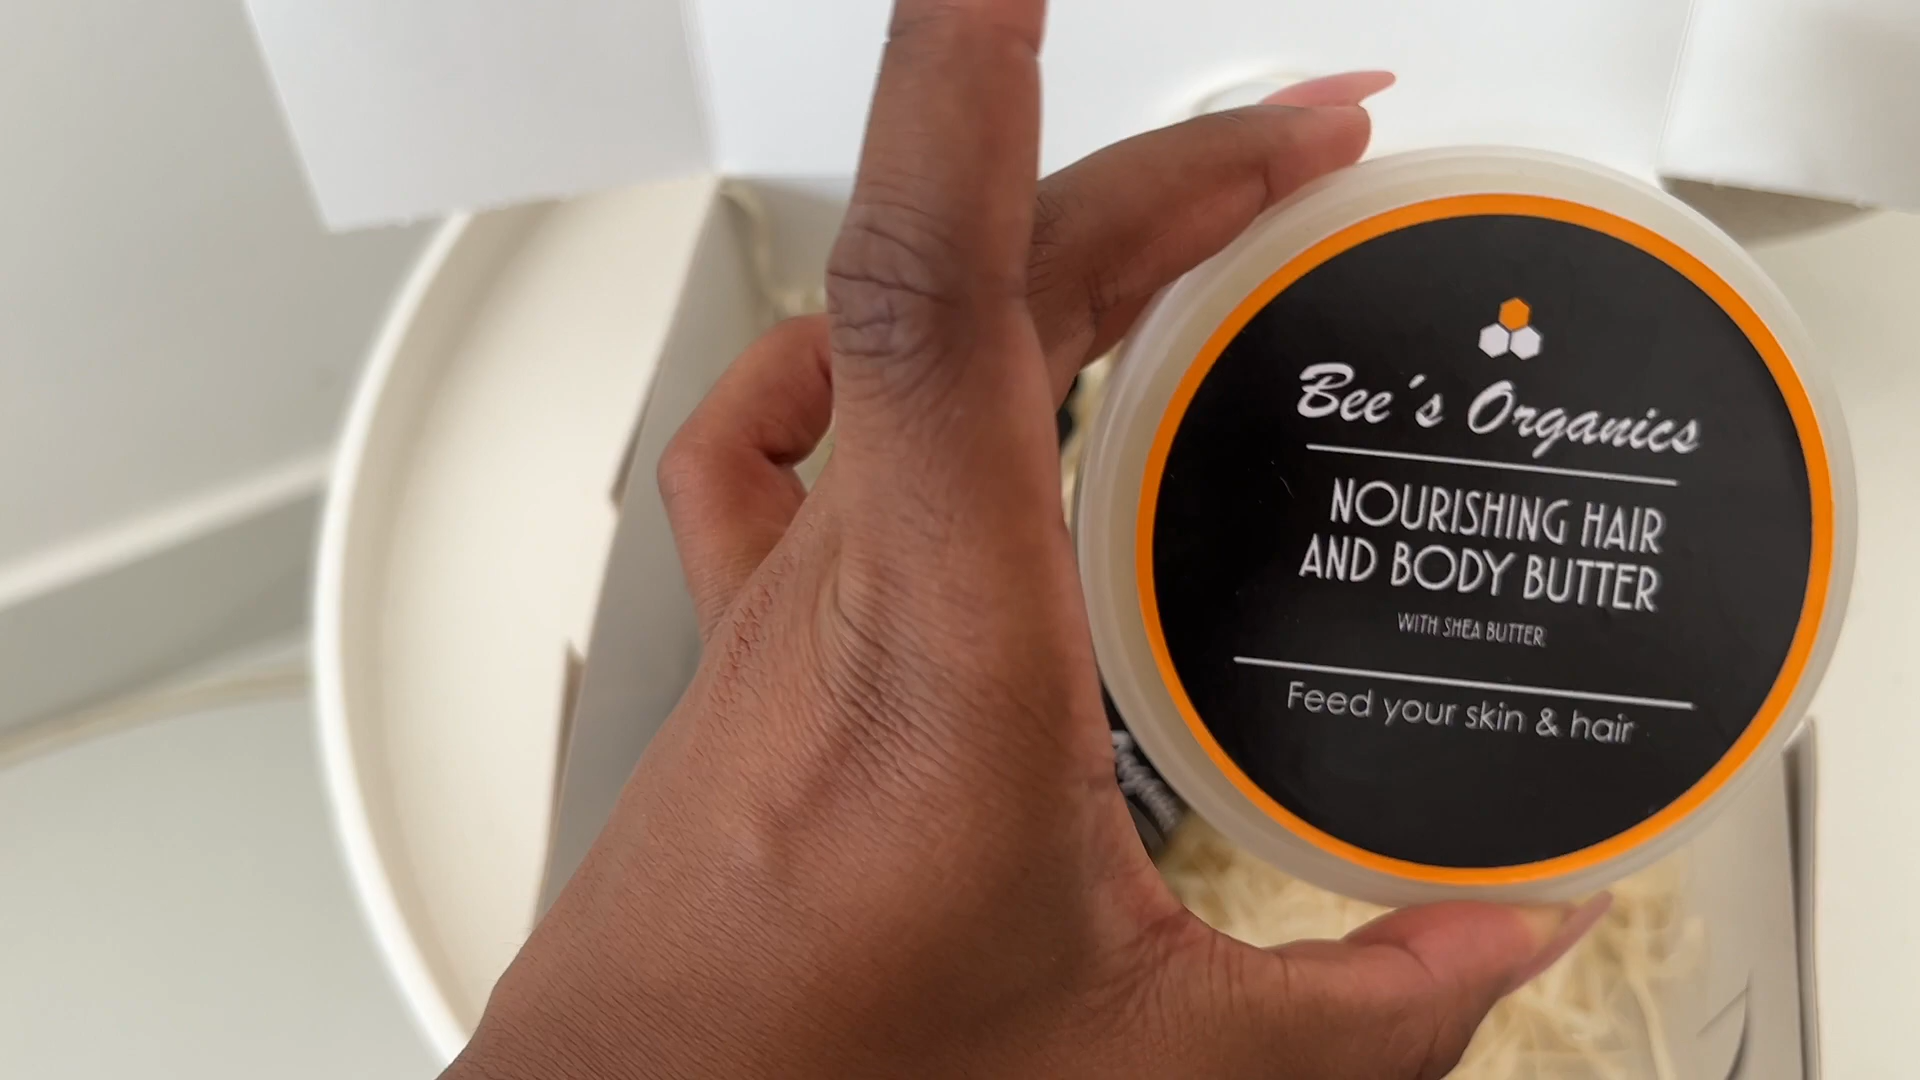 Bee´s Organics
NOURISHING HAIR
AND BODY BUTTER
WITH SHEA BUTTER
Feed your skin & hair